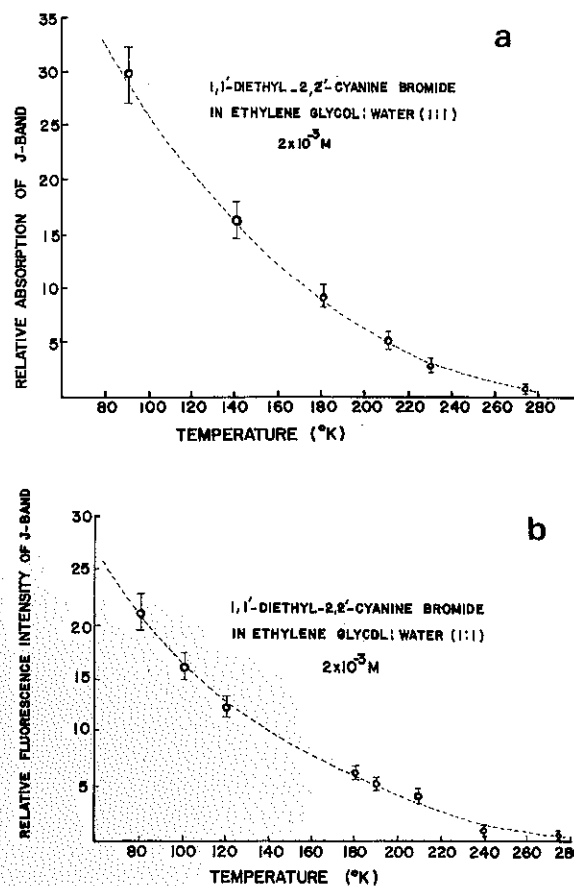 a
35
30
25
20
15
10
5
RELATIVE ABSORPTION OF J-BAND
1,1'-DIETHYL-2,2'-CYANINE BROMIDE
IN ETHYLENE GLYCOL:WATER (1:1)
2x10⁻³M
80 100 120 140 160 180 200 220 240 260 280
TEMPERATURE (°K)
b
30
25
20
15
10
5
RELATIVE FLUORESCENCE INTENSITY OF J-BAND
1,1'-DIETHYL-2,2'-CYANINE BROMIDE
IN ETHYLENE GLYCOL:WATER (1:1)
2x10⁻³M
80 100 120 140 160 180 200 220 240 260 280
TEMPERATURE (°K)